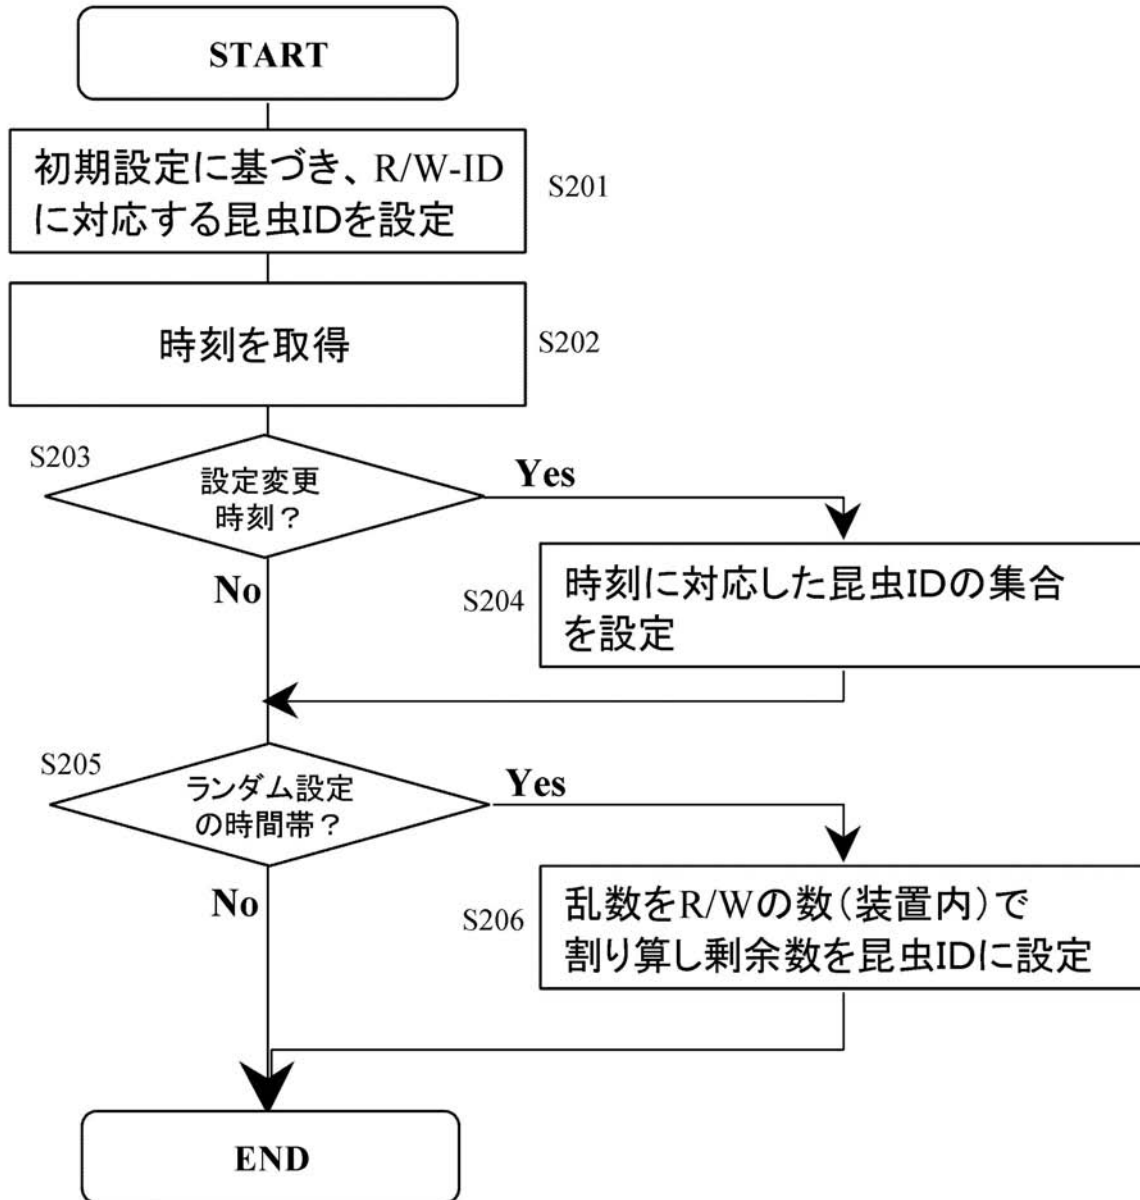 START
初期設定に基づき、R/W-ID
に対応する昆虫IDを設定
S201
時刻を取得
S202
S203
設定変更
時刻？
Yes
No
S204
時刻に対応した昆虫IDの集合
を設定
S205
ランダム設定
の時間帯？
Yes
No
S206
乱数をR/Wの数（装置内）で
割り算し剰余数を昆虫IDに設定
END